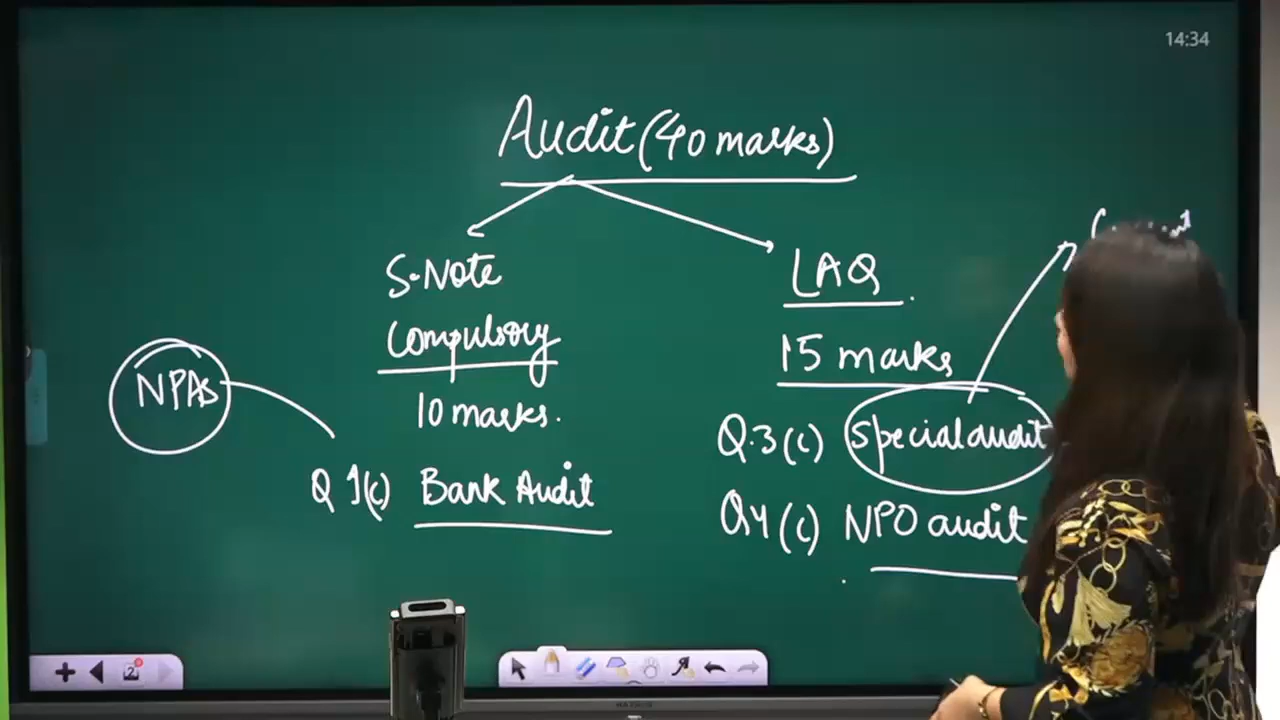 14:34
Audit (40 marks)
S-Note
Compulsory
10 marks.
NPAs
Q 1(c) Bank Audit
LAQ.
15 marks
Q.3(c) Special audit
Q4(c) NPO audit
2